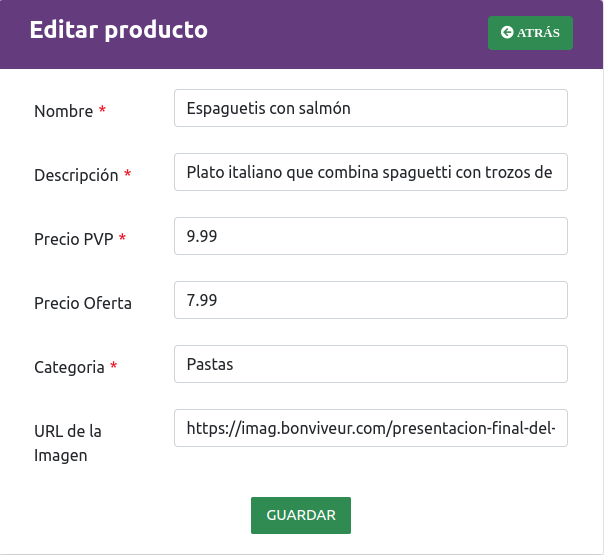 Editar producto
ATRÁS
Nombre *
Espaguetis con salmón
Descripción *
Plato italiano que combina spaguetti con trozos de
Precio PVP *
9.99
Precio Oferta
7.99
Categoria *
Pastas
URL de la
Imagen
https://imag.bonviveur.com/presentacion-final-del-
GUARDAR